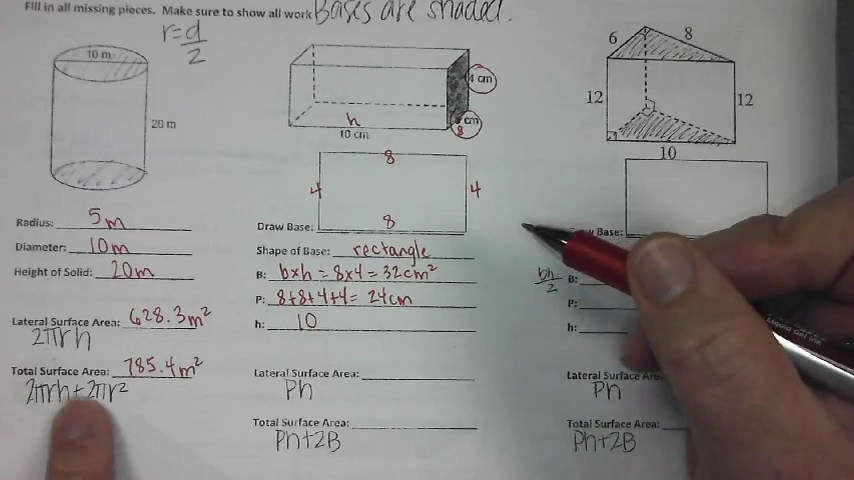 Fill in all missing pieces. Make sure to show all work Bases are shaded.
r=d/2
10 m
20 m
Radius: 5m
Diameter: 10m
Height of Solid: 20m
Lateral Surface Area: 628.3m²
2πrh
Total Surface Area: 785.4m²
2πrh+2πr²
4 cm
8 cm
h
10 cm
8
4
4
8
Draw Base:
Shape of Base: rectangle
B: b×h = 8×4 = 32cm²
P: 8+8+4+4= 24cm
h: 10
Lateral Surface Area:
Ph
Total Surface Area:
Ph+2B
6
8
12
12
10
Base:
bh/2
B:
P:
h:
Lateral Surface Are
Ph
Total Surface Area:
Ph+2B